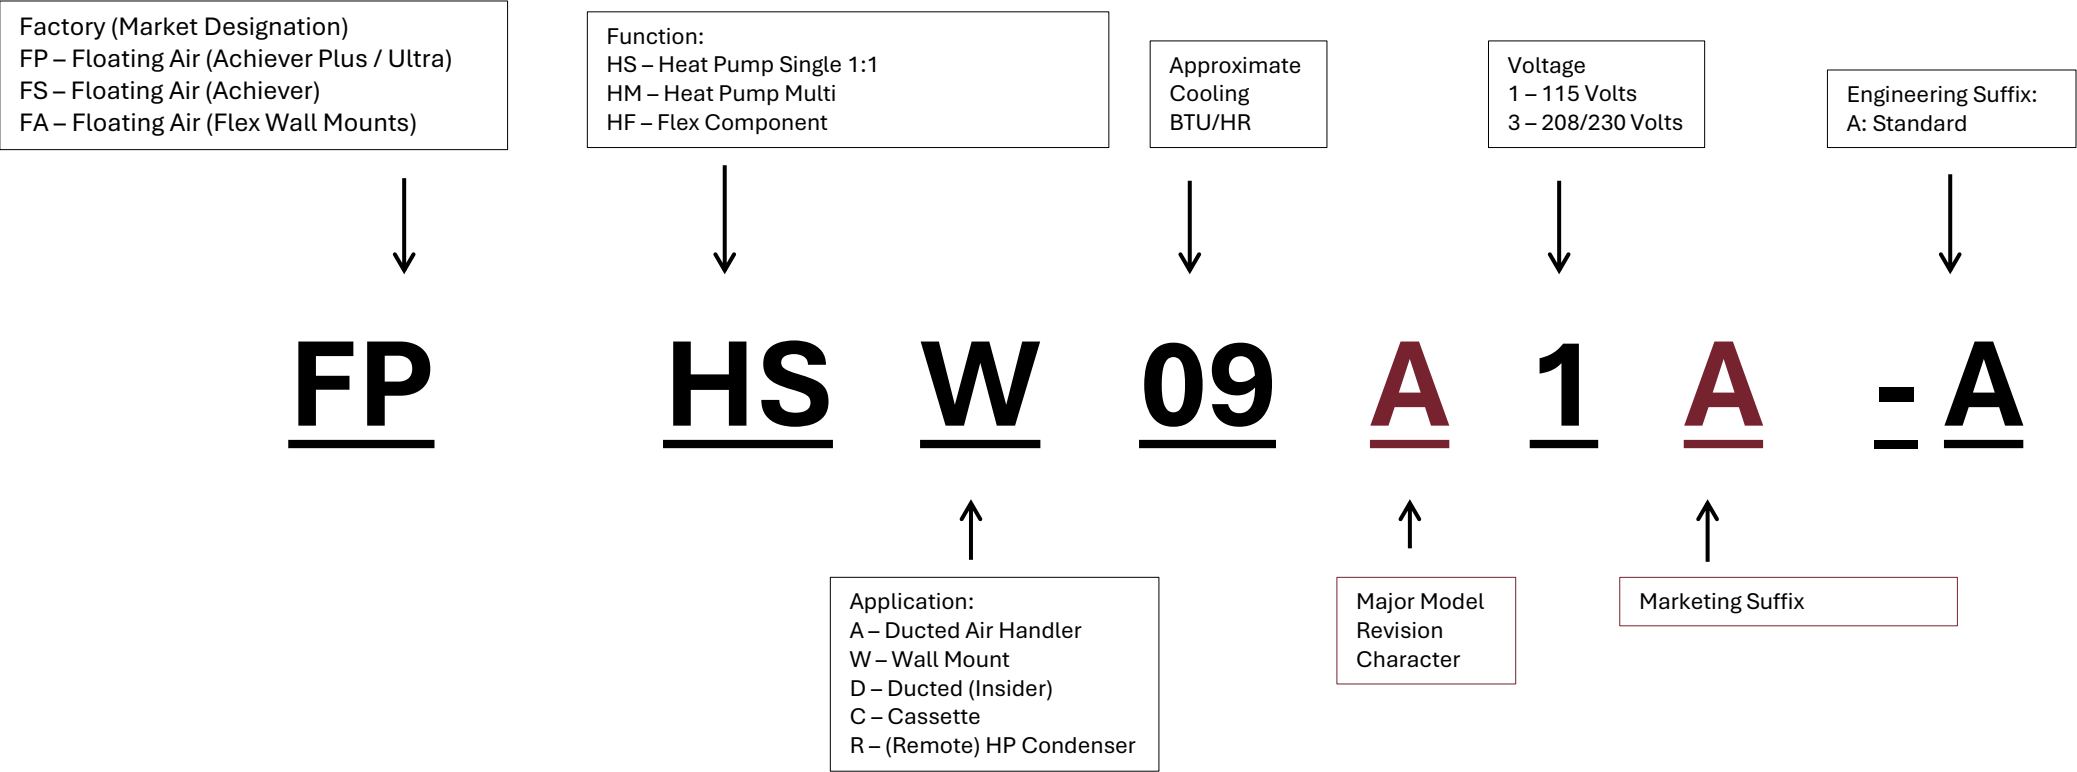 Factory (Market Designation)
FP – Floating Air (Achiever Plus / Ultra)
FS – Floating Air (Achiever)
FA – Floating Air (Flex Wall Mounts)
Function:
HS – Heat Pump Single 1:1
HM – Heat Pump Multi
HF – Flex Component
Approximate
Cooling
BTU/HR
Voltage
1 – 115 Volts
3 – 208/230 Volts
Engineering Suffix:
A: Standard
FP HS W 09 A 1 A - A
Application:
A – Ducted Air Handler
W – Wall Mount
D – Ducted (Insider)
C – Cassette
R – (Remote) HP Condenser
Major Model
Revision
Character
Marketing Suffix